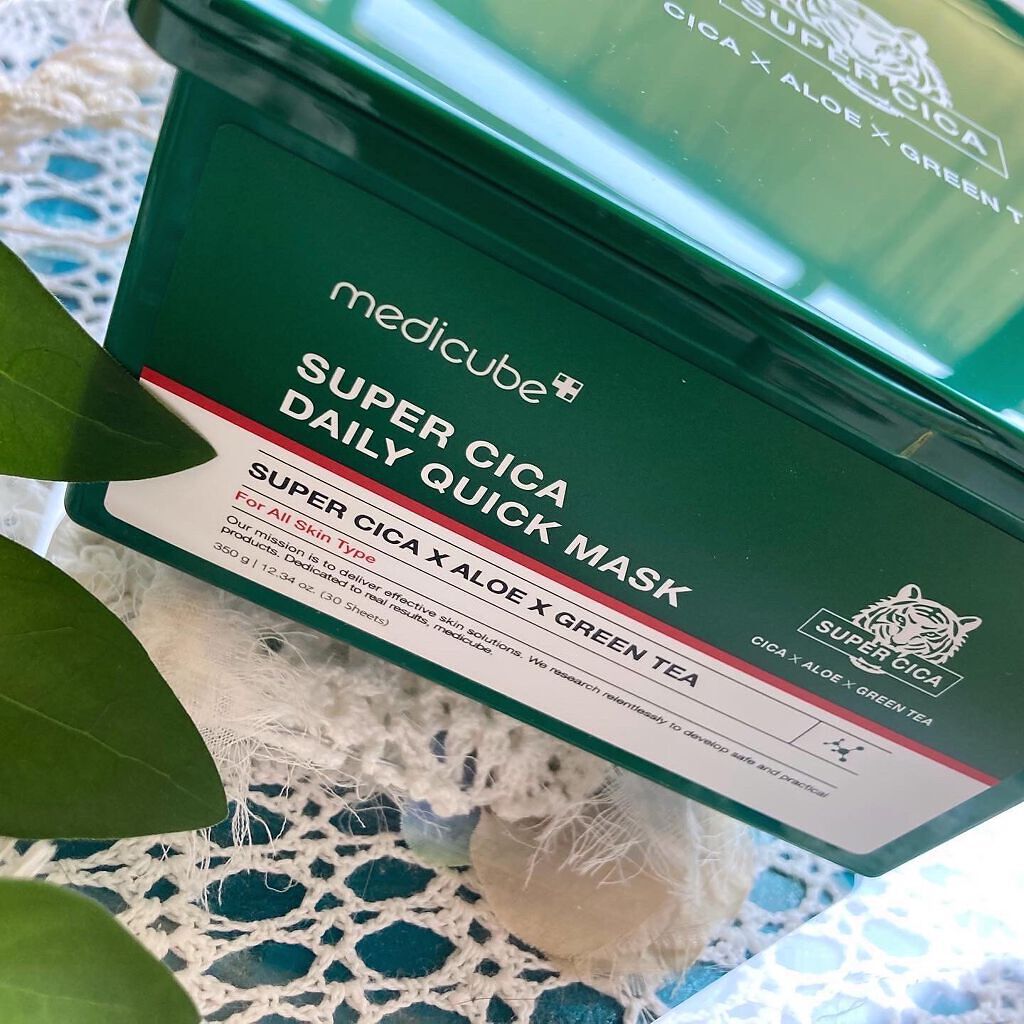 SUPER CICA
CICA X ALOE X GREEN T
medicube
SUPER CICA
DAILY QUICK MASK
SUPER CICA X ALOE X GREEN TEA
For All Skin Type
Our mission is to deliver effective skin solutions. We research relentlessly to develop safe and practical
products. Dedicated to real results, medicube.
350 g | 12.34 oz. (30 Sheets)
SUPER CICA
CICA X ALOE X GREEN TEA